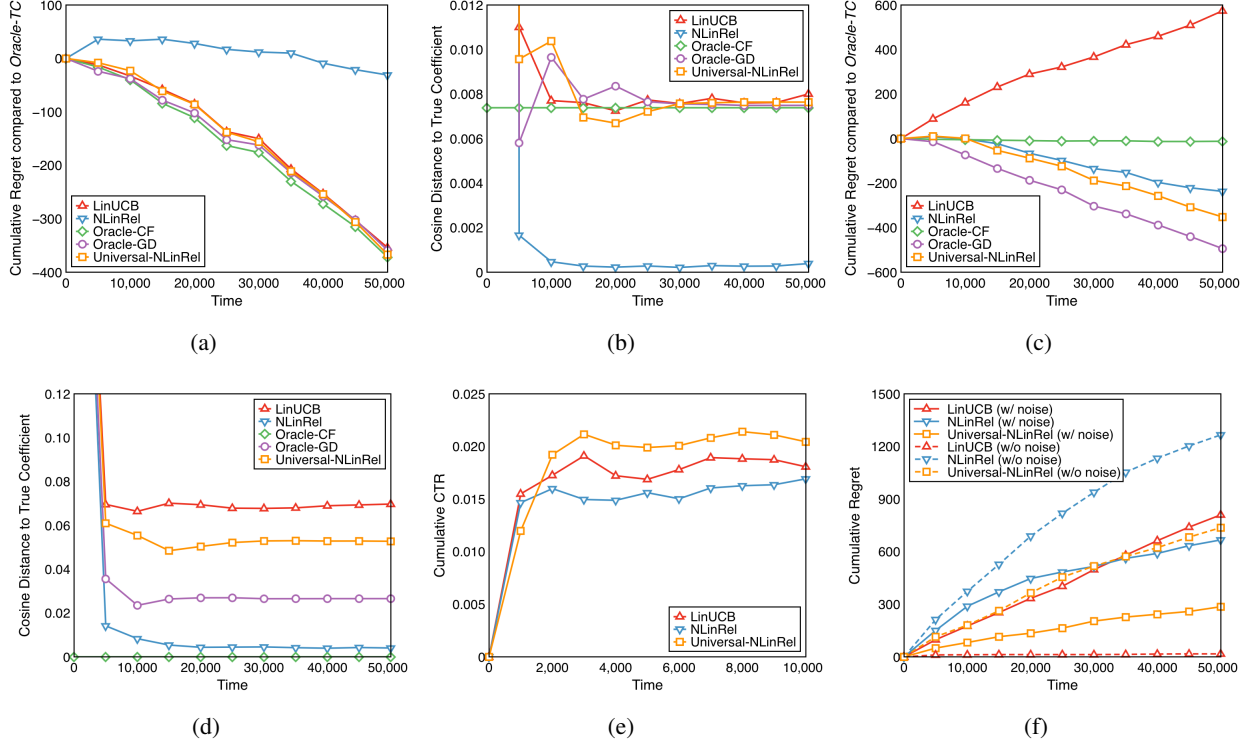 Cumulative Regret compared to Oracle-TC
100
0
−100
−200
−300
−400
0
10,000
20,000
30,000
40,000
50,000
Time
LinUCB
NLinRel
Oracle-CF
Oracle-GD
Universal-NLinRel
(a)
Cosine Distance to True Coefficient
0.012
0.010
0.008
0.006
0.004
0.002
0
0
10,000
20,000
30,000
40,000
50,000
Time
LinUCB
NLinRel
Oracle-CF
Oracle-GD
Universal-NLinRel
(b)
Cumulative Regret compared to Oracle-TC
600
400
200
0
−200
−400
−600
0
10,000
20,000
30,000
40,000
50,000
Time
LinUCB
NLinRel
Oracle-CF
Oracle-GD
Universal-NLinRel
(c)
Cosine Distance to True Coefficient
0.12
0.10
0.08
0.06
0.04
0.02
0
0
10,000
20,000
30,000
40,000
50,000
Time
LinUCB
NLinRel
Oracle-CF
Oracle-GD
Universal-NLinRel
(d)
Cumulative CTR
0.025
0.020
0.015
0.010
0.005
0
0
2,000
4,000
6,000
8,000
10,000
Time
LinUCB
NLinRel
Universal-NLinRel
(e)
Cumulative Regret
1500
1200
900
600
300
0
0
10,000
20,000
30,000
40,000
50,000
Time
LinUCB (w/ noise)
NLinRel (w/ noise)
Universal-NLinRel (w/ noise)
LinUCB (w/o noise)
NLinRel (w/o noise)
Universal-NLinRel (w/o noise)
(f)